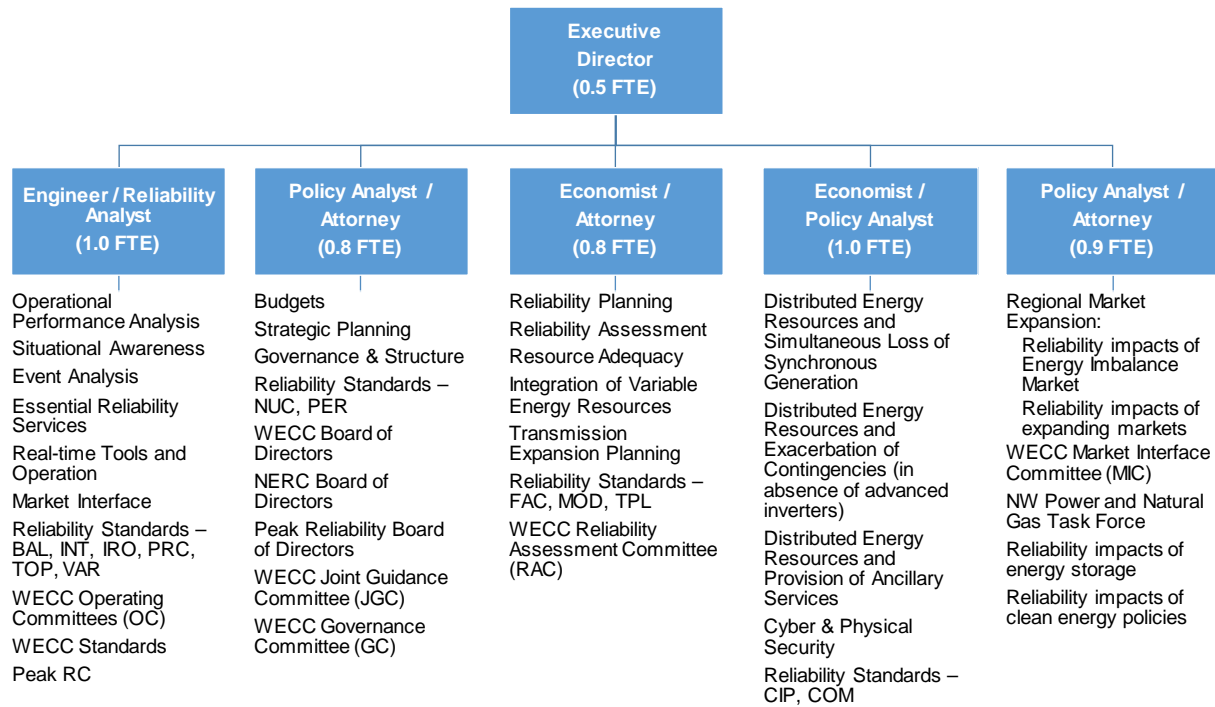 Executive
Director
(0.5 FTE)
Engineer / Reliability
Analyst
(1.0 FTE)
Policy Analyst /
Attorney
(0.8 FTE)
Economist /
Attorney
(0.8 FTE)
Economist /
Policy Analyst
(1.0 FTE)
Policy Analyst /
Attorney
(0.9 FTE)
Operational
Performance Analysis
Situational Awareness
Event Analysis
Essential Reliability
Services
Real-time Tools and
Operation
Market Interface
Reliability Standards –
BAL, INT, IRO, PRC,
TOP, VAR
WECC Operating
Committees (OC)
WECC Standards
Peak RC
Budgets
Strategic Planning
Governance & Structure
Reliability Standards –
NUC, PER
WECC Board of
Directors
NERC Board of
Directors
Peak Reliability Board
of Directors
WECC Joint Guidance
Committee (JGC)
WECC Governance
Committee (GC)
Reliability Planning
Reliability Assessment
Resource Adequacy
Integration of Variable
Energy Resources
Transmission
Expansion Planning
Reliability Standards –
FAC, MOD, TPL
WECC Reliability
Assessment Committee
(RAC)
Distributed Energy
Resources and
Simultaneous Loss of
Synchronous
Generation
Distributed Energy
Resources and
Exacerbation of
Contingencies (in
absence of advanced
inverters)
Distributed Energy
Resources and
Provision of Ancillary
Services
Cyber & Physical
Security
Reliability Standards –
CIP, COM
Regional Market
Expansion:
Reliability impacts of
Energy Imbalance
Market
Reliability impacts of
expanding markets
WECC Market Interface
Committee (MIC)
NW Power and Natural
Gas Task Force
Reliability impacts of
energy storage
Reliability impacts of
clean energy policies